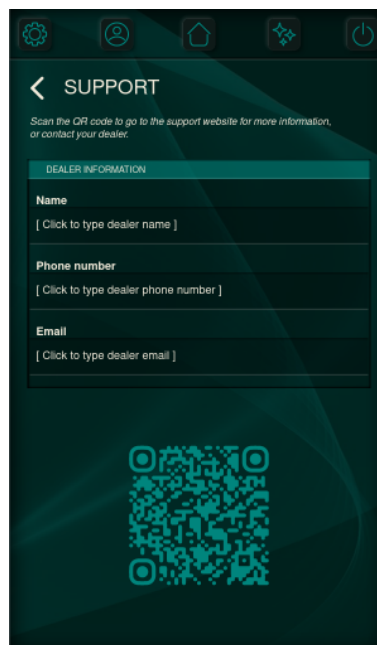 SUPPORT
Scan the QR code to go to the support website for more information,
or contact your dealer.
DEALER INFORMATION
Name
[ Click to type dealer name ]
Phone number
[ Click to type dealer phone number ]
Email
[ Click to type dealer email ]